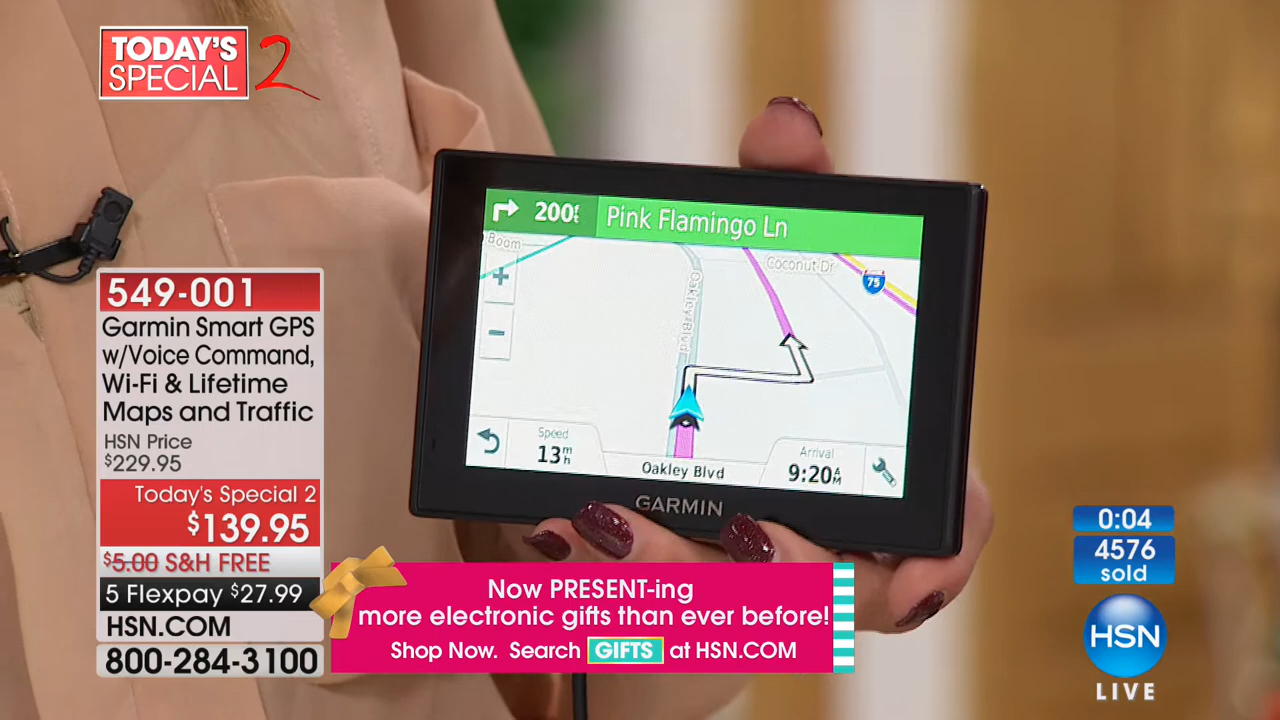 TODAY'S
SPECIAL 2
549-001
Garmin Smart GPS
w/Voice Command,
Wi-Fi & Lifetime
Maps and Traffic
HSN Price
$229.95
Today's Special 2
$139.95
$5.00 S&H FREE
5 Flexpay $27.99
HSN.COM
800-284-3100
200ft
Pink Flamingo Ln
Boom
Coconut Dr
75
Oakley Blvd
+
-
Speed
13mh
Oakley Blvd
Arrival
9:20AM
GARMIN
Now PRESENT-ing
more electronic gifts than ever before!
Shop Now. Search GIFTS at HSN.COM
0:04
4576
sold
HSN
LIVE